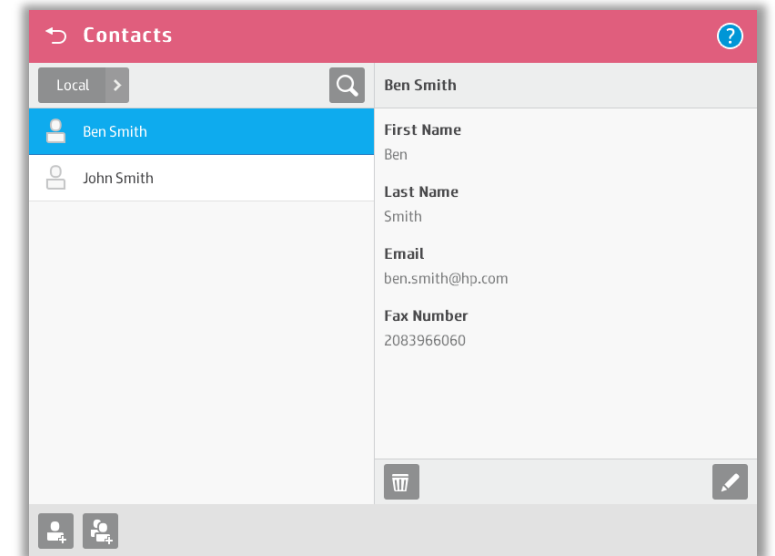 Contacts
?
Local
Ben Smith
John Smith
Ben Smith
First Name
Ben
Last Name
Smith
Email
ben.smith@hp.com
Fax Number
2083966060